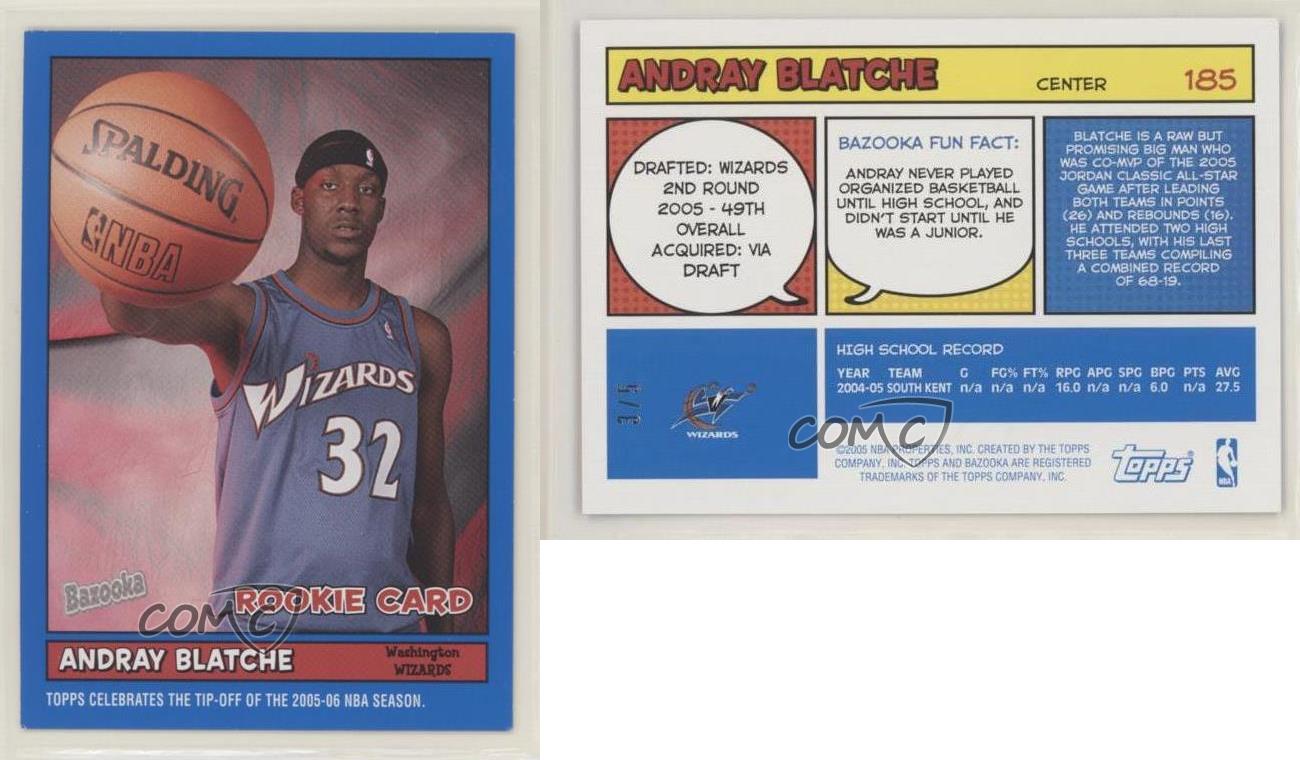 SPALDING
NBA
WIZARDS
32
Bazooka
ROOKIE CARD
COMC
ANDRAY BLATCHE
Washington
WIZARDS
TOPPS CELEBRATES THE TIP-OFF OF THE 2005-06 NBA SEASON.
ANDRAY BLATCHE CENTER 185
DRAFTED: WIZARDS
2ND ROUND
2005 - 49TH
OVERALL
ACQUIRED: VIA
DRAFT
BAZOOKA FUN FACT:
ANDRAY NEVER PLAYED
ORGANIZED BASKETBALL
UNTIL HIGH SCHOOL, AND
DIDN'T START UNTIL HE
WAS A JUNIOR.
BLATCHE IS A RAW BUT
PROMISING BIG MAN WHO
WAS CO-MVP OF THE 2005
JORDAN CLASSIC ALL-STAR
GAME AFTER LEADING
BOTH TEAMS IN POINTS
(26) AND REBOUNDS (16).
HE ATTENDED TWO HIGH
SCHOOLS, WITH HIS LAST
THREE TEAMS COMPILING
A COMBINED RECORD
OF 68-19.
WIZARDS
HIGH SCHOOL RECORD
YEAR TEAM G FG% FT% RPG APG SPG BPG PTS AVG
2004-05 SOUTH KENT n/a n/a n/a 16.0 n/a n/a 6.0 n/a 27.5
COMC
©2005 NBA PROPERTIES, INC. CREATED BY THE TOPPS
COMPANY, INC. TOPPS AND BAZOOKA ARE REGISTERED
TRADEMARKS OF THE TOPPS COMPANY, INC.
topps®
NBA